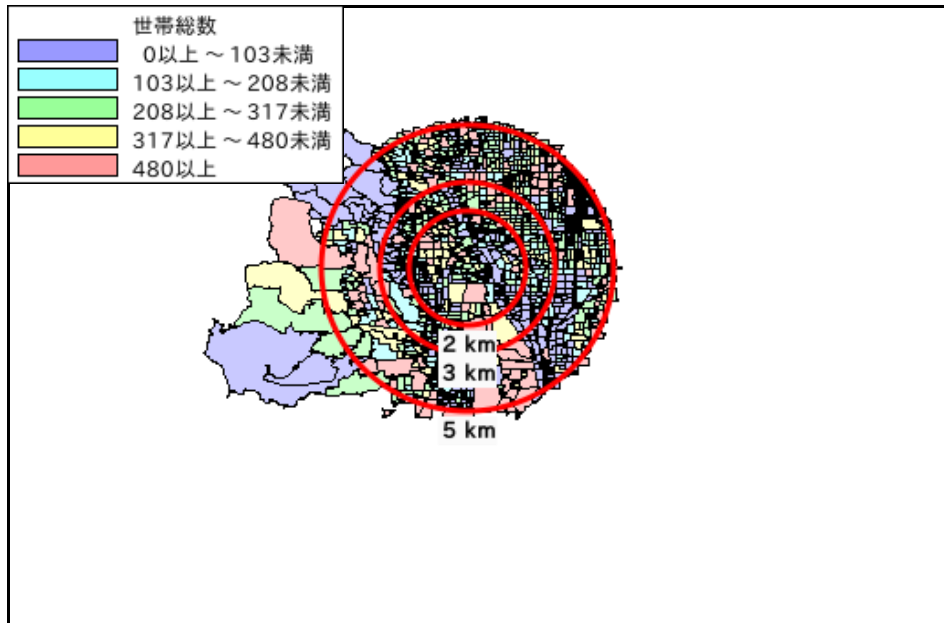 世帯総数
0以上 ~ 103未満
103以上 ~ 208未満
208以上 ~ 317未満
317以上 ~ 480未満
480以上
2 km
3 km
5 km